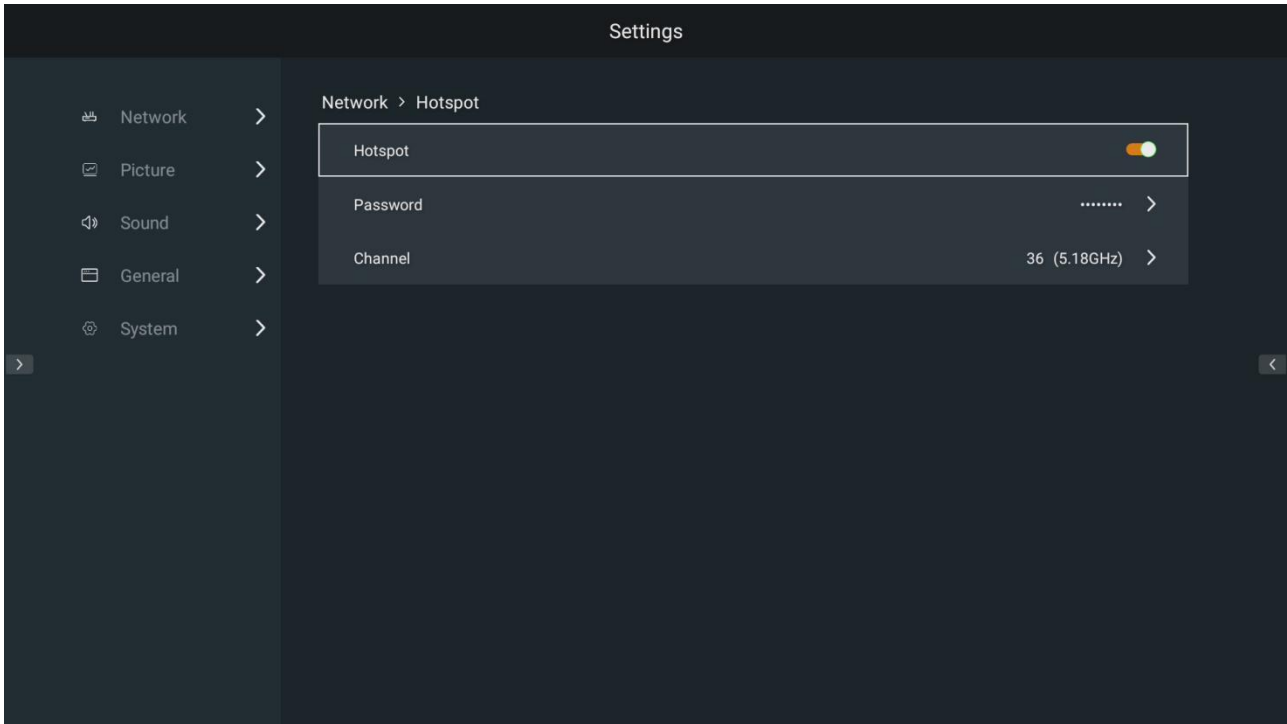 Settings
Network
Picture
Sound
General
System
Network > Hotspot
Hotspot
Password ········
Channel 36 (5.18GHz)